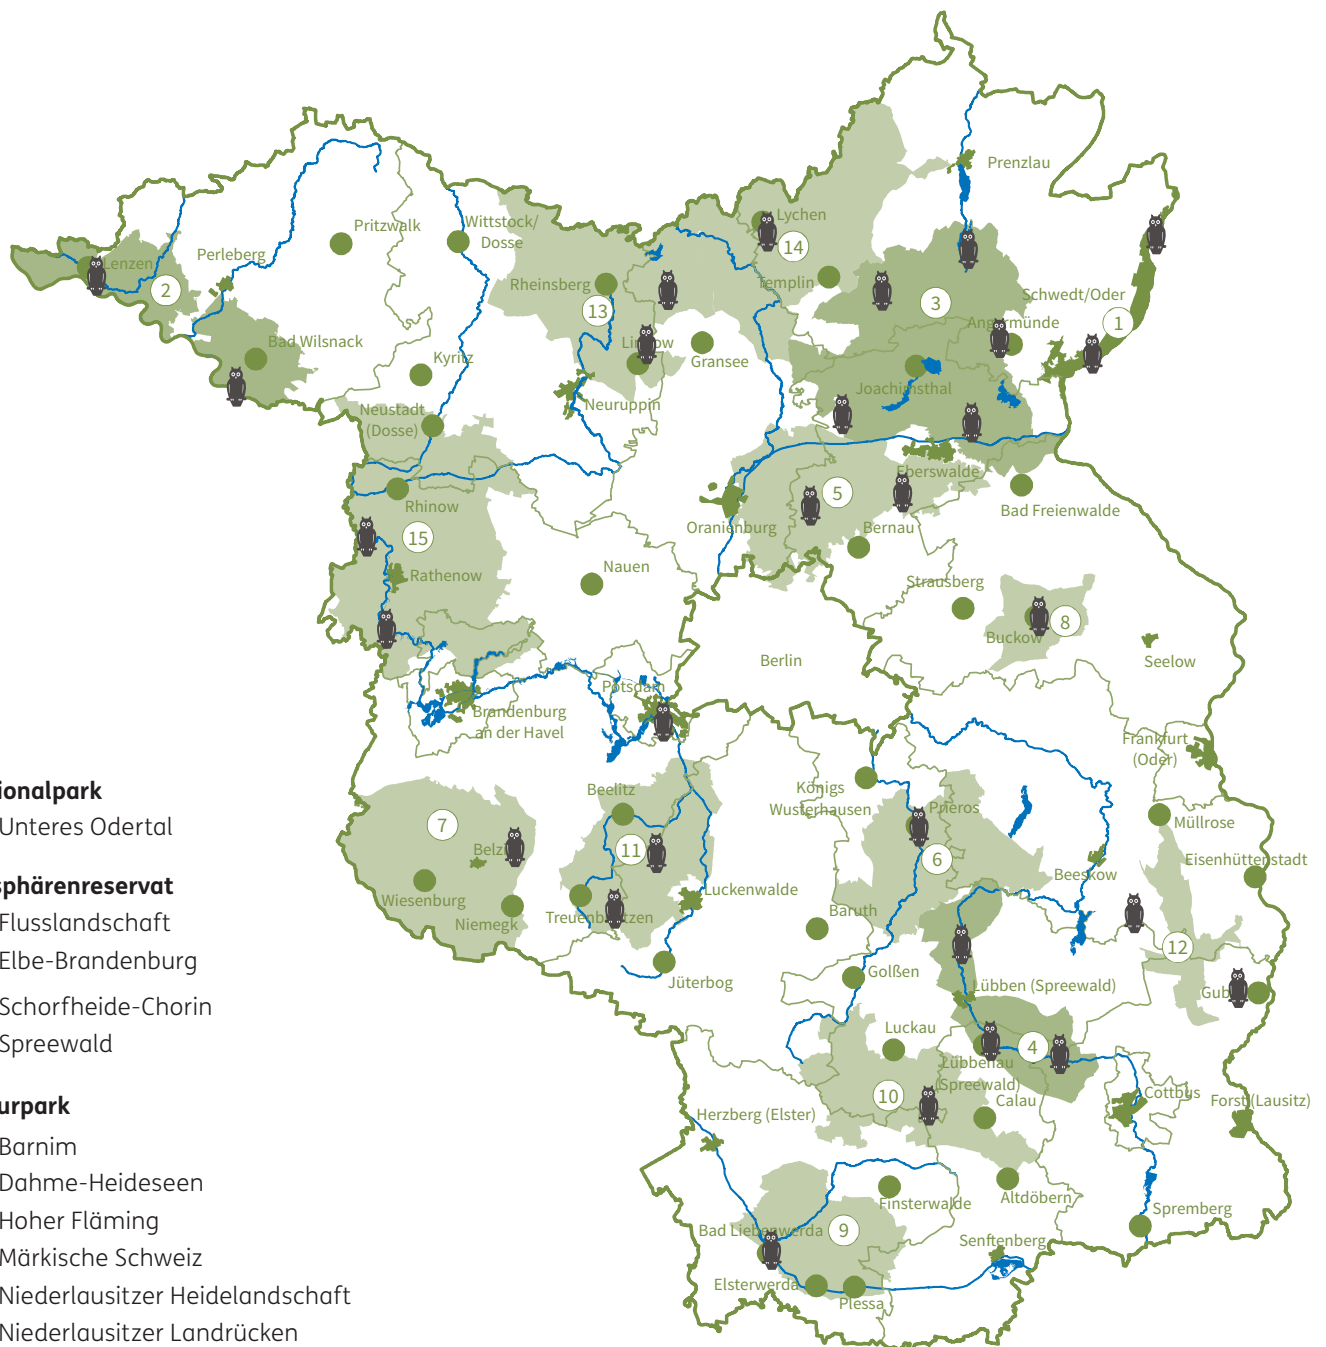 Prenzlau
Lychen
14
Pritzwalk
Wittstock/
Dosse
Perleberg
Lenzen
2
Rheinsberg
Templin
3
Schwedt/Oder
13
Angermünde
1
Bad Wilsnack
Lindow
Gransee
Kyritz
Joachimsthal
Neuruppin
Neustadt
(Dosse)
Eberswalde
5
Rhinow
Oranienburg
Bad Freienwalde
15
Bernau
Rathenow
Nauen
Strausberg
8
Buckow
Berlin
Seelow
Potsdam
Brandenburg
an der Havel
Frankfurt
(Oder)
Königs
Wusterhausen
Beelitz
Prieros
Müllrose
7
11
Belzig
6
Eisenhüttenstadt
Beeskow
Wiesenburg
Luckenwalde
Niemegk
Treuenbrietzen
Baruth
12
Jüterbog
Golßen
Lübben (Spreewald)
Guben
Luckau
4
Lübbenau
(Spreewald)
10
Calau
Cottbus
Forst (Lausitz)
Herzberg (Elster)
Altdöbern
Finsterwalde
Spremberg
Bad Liebenwerda
9
Senftenberg
Elsterwerda
Plessa
ionalpark
Unteres Odertal
sphärenreservat
Flusslandschaft
Elbe-Brandenburg
Schorfheide-Chorin
Spreewald
urpark
Barnim
Dahme-Heideseen
Hoher Fläming
Märkische Schweiz
Niederlausitzer Heidelandschaft
Niederlausitzer Landrücken